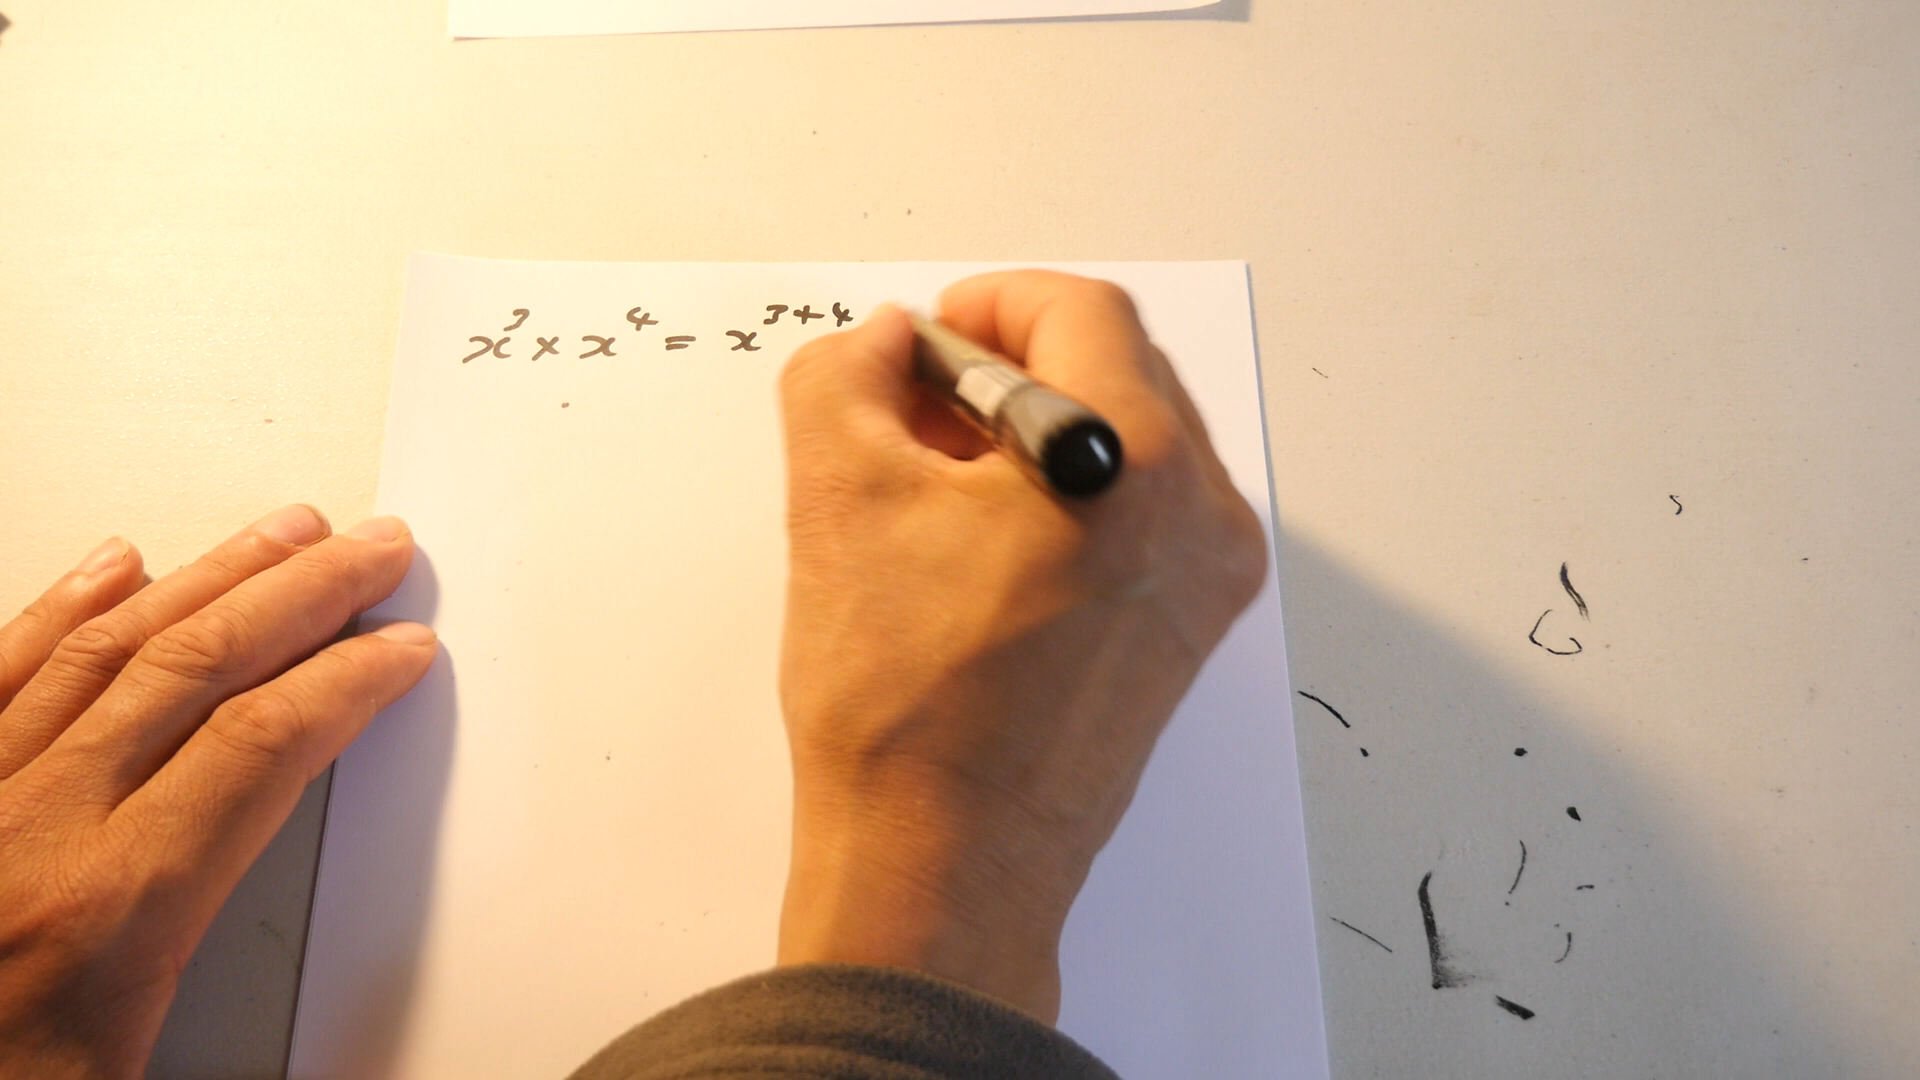 x³ × x⁴ = x³⁺⁴